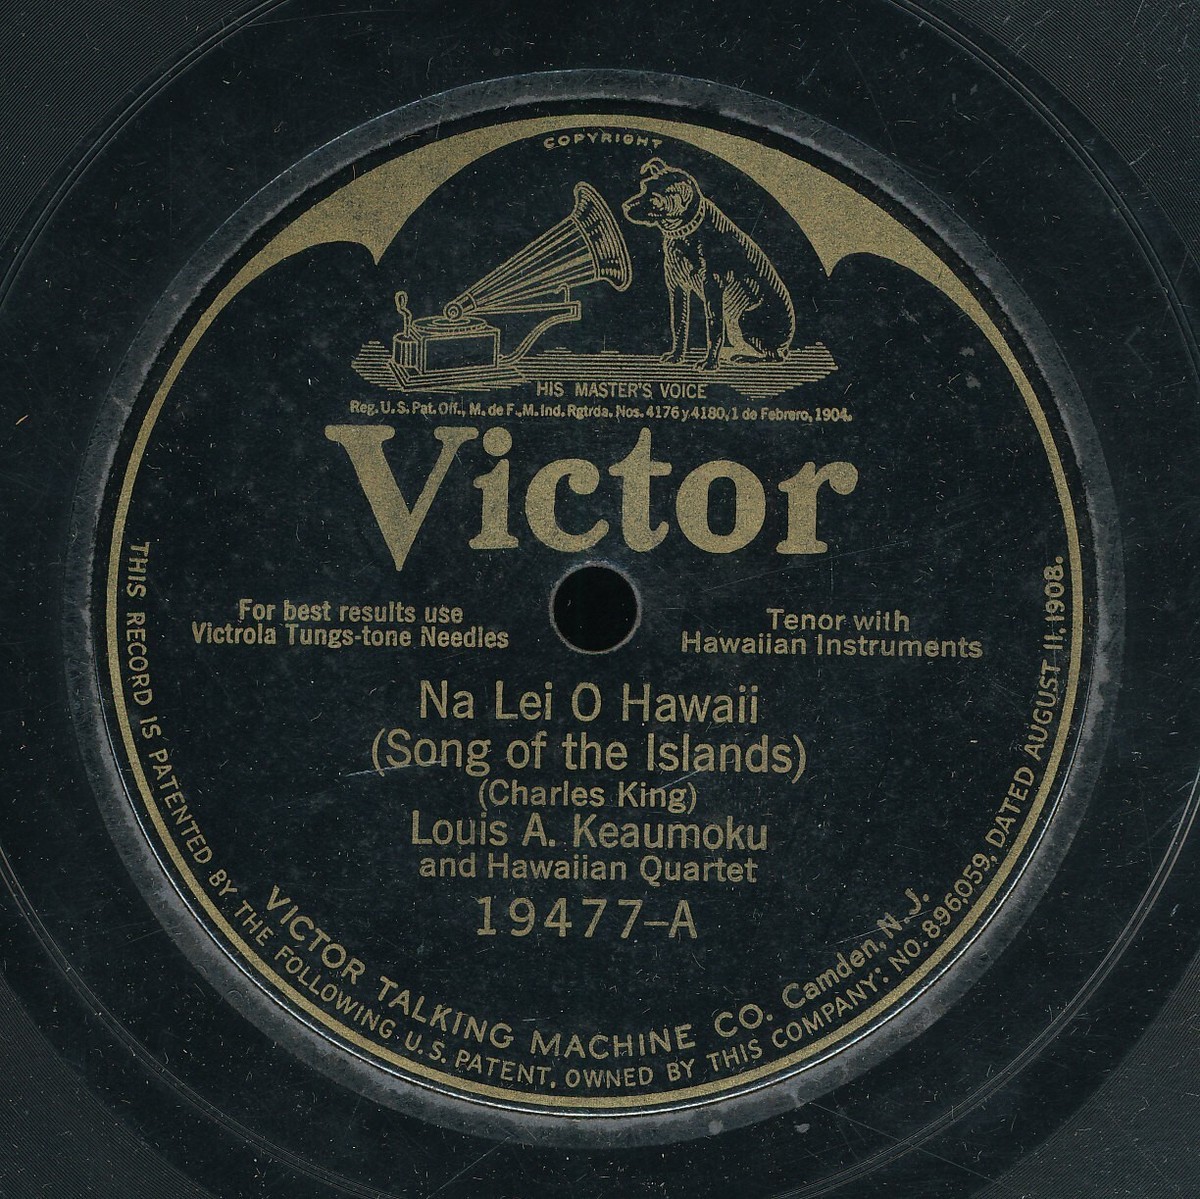 COPYRIGHT
HIS MASTER'S VOICE
Reg. U.S. Pat. Off., M. de F., M. Ind. Rgtrda. Nos. 4176 y 4180, 1 de Febrero, 1904.
Victor
For best results use
Victrola Tungs-tone Needles
Tenor with
Hawaiian Instruments
Na Lei O Hawaii
(Song of the Islands)
(Charles King)
Louis A. Keaumoku
and Hawaiian Quartet
19477-A
VICTOR TALKING MACHINE CO. Camden, N.J.
THIS RECORD IS PATENTED BY THE FOLLOWING U.S. PATENT, OWNED BY THIS COMPANY: NO. 896,059, DATED AUGUST 11, 1908.